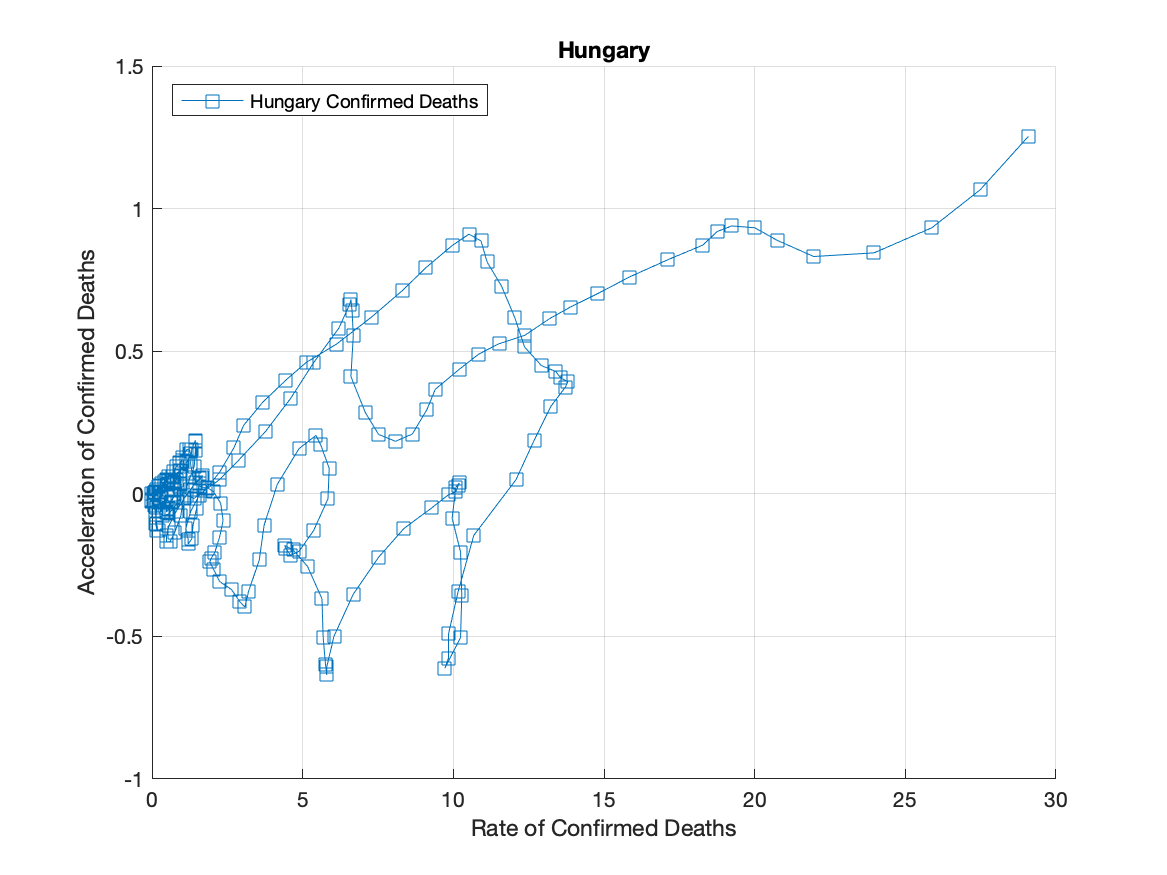 Hungary
1.5
Hungary Confirmed Deaths
1
0.5
0
-0.5
-1
Acceleration of Confirmed Deaths
0 5 10 15 20 25 30
Rate of Confirmed Deaths